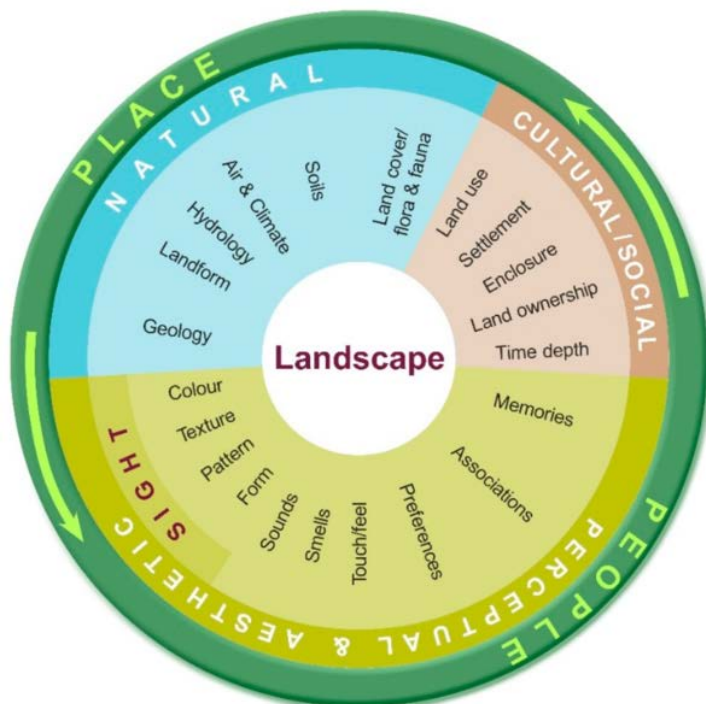 PLACE
NATURAL
CULTURAL/SOCIAL
Air & Climate
Soils
Land cover/
flora & fauna
Land use
Hydrology
Settlement
Landform
Enclosure
Land ownership
Geology
Landscape
Time depth
Colour
Memories
Texture
Pattern
Form
Sounds
Smells
Touch/feel
Preferences
Associations
SIGHT
PERCEPTUAL & AESTHETIC
PEOPLE